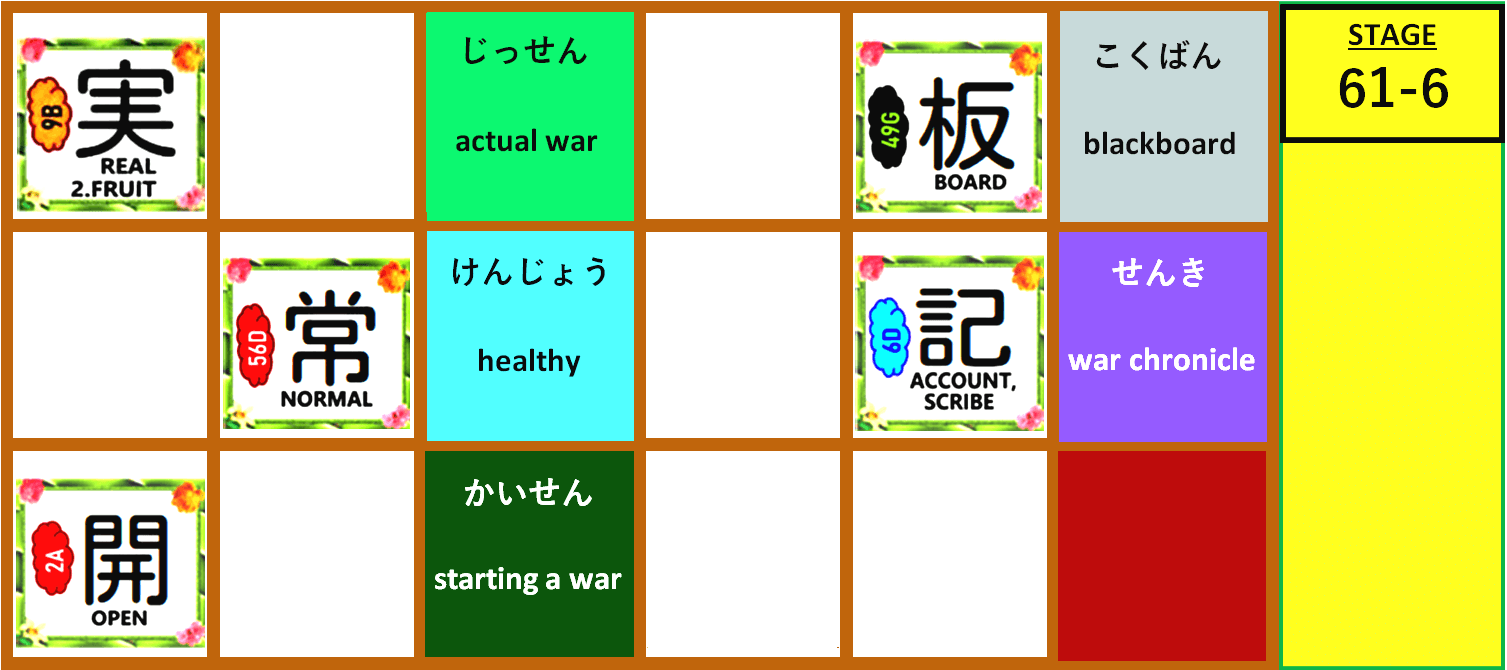 9B
実
REAL
2.FRUIT
じっせん
actual war
49G
板
BOARD
こくばん
blackboard
STAGE
61-6
56D
常
NORMAL
けんじょう
healthy
6D
記
ACCOUNT,
SCRIBE
せんき
war chronicle
2A
開
OPEN
かいせん
starting a war